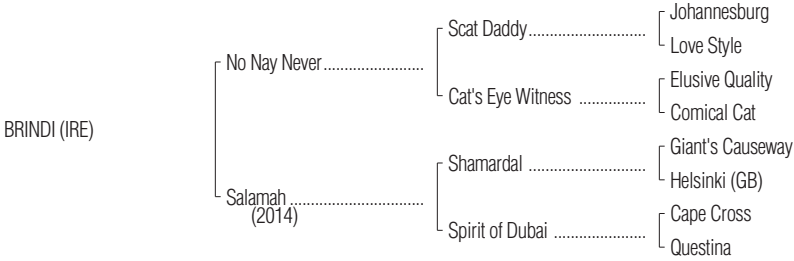 Johannesburg
Scat Daddy..............................
Love Style
No Nay Never.........................
Elusive Quality
Cat's Eye Witness .................
Comical Cat
BRINDI (IRE)
Giant's Causeway
Shamardal ..............................
Helsinki (GB)
Salamah .................................
(2014)
Cape Cross
Spirit of Dubai .......................
Questina